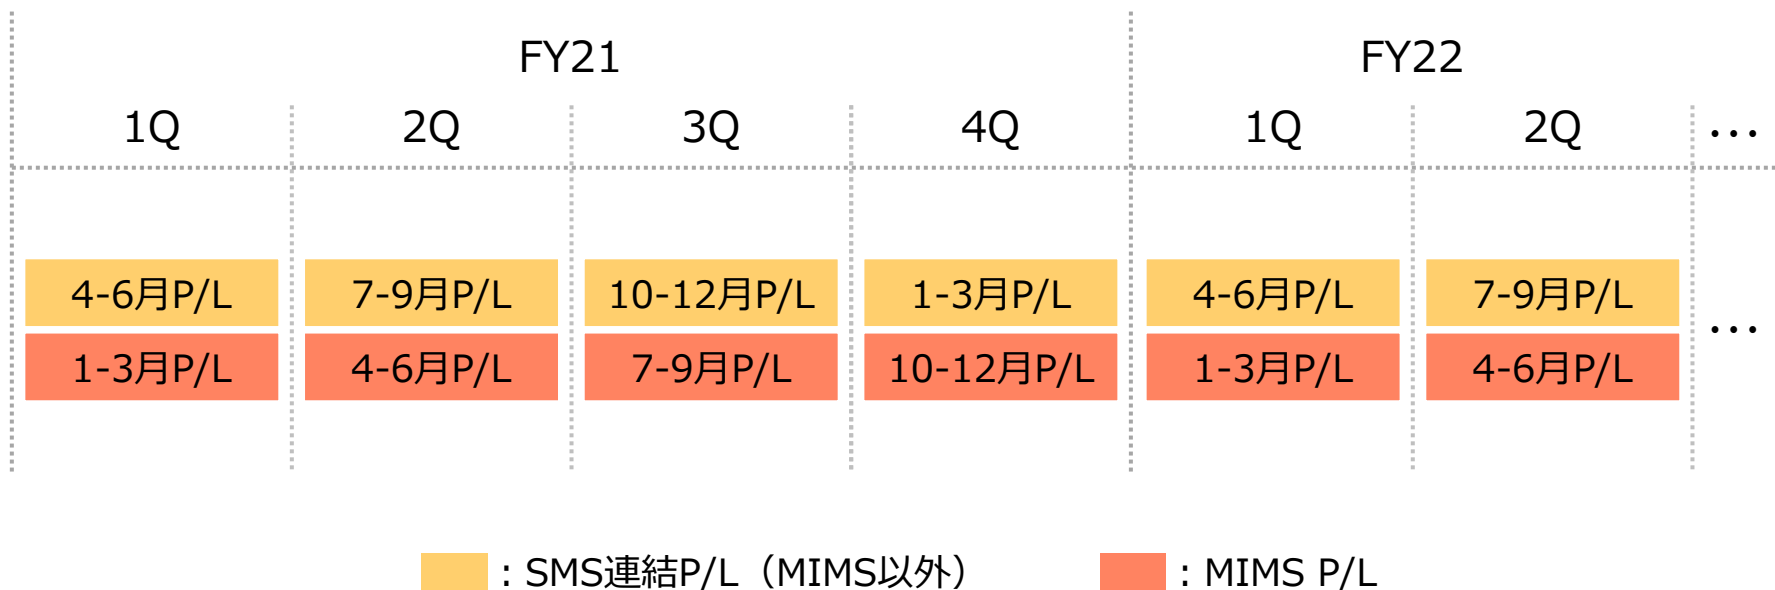 FY21 FY22
1Q 2Q 3Q 4Q 1Q 2Q …
4-6月P/L 7-9月P/L 10-12月P/L 1-3月P/L 4-6月P/L 7-9月P/L
…
1-3月P/L 4-6月P/L 7-9月P/L 10-12月P/L 1-3月P/L 4-6月P/L
：SMS連結P/L（MIMS以外） ：MIMS P/L